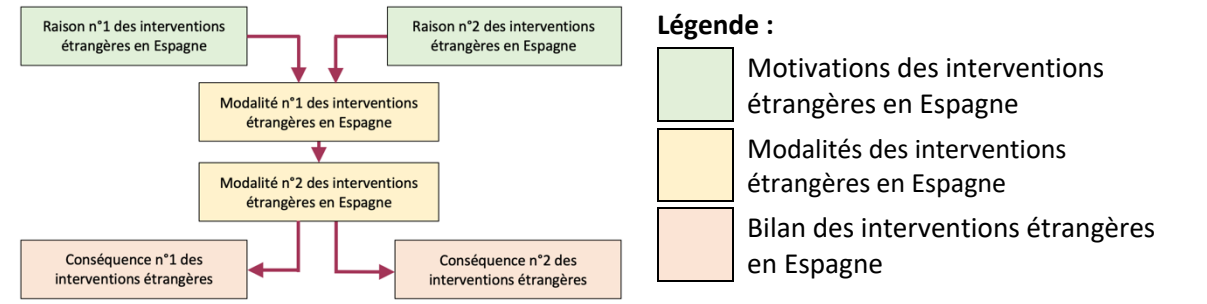 Raison n°1 des interventions
étrangères en Espagne
Raison n°2 des interventions
étrangères en Espagne
Modalité n°1 des interventions
étrangères en Espagne
Modalité n°2 des interventions
étrangères en Espagne
Conséquence n°1 des
interventions étrangères
Conséquence n°2 des
interventions étrangères
Légende :
Motivations des interventions
étrangères en Espagne
Modalités des interventions
étrangères en Espagne
Bilan des interventions étrangères
en Espagne